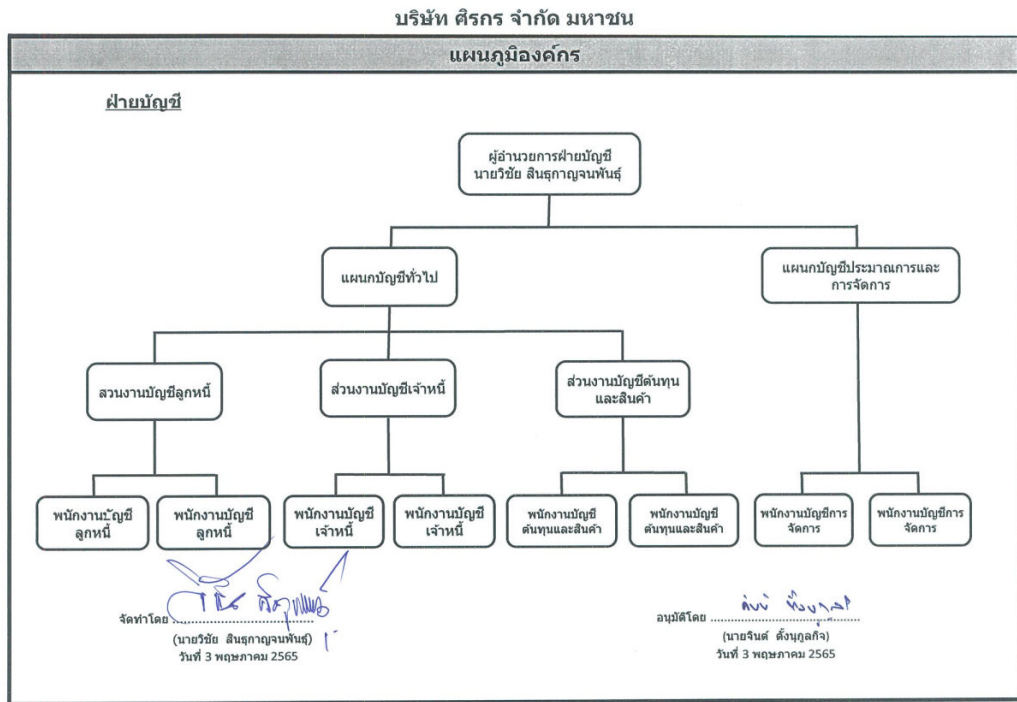 บริษัท ศิรกร จำกัด มหาชน
แผนภูมิองค์กร
ฝ่ายบัญชี
ผู้อำนวยการฝ่ายบัญชี
นายวิชัย สินธุกาญจนพันธุ์
แผนกบัญชีทั่วไป
แผนกบัญชีประมาณการและ
การจัดการ
สวนงานบัญชีลูกหนี้
ส่วนงานบัญชีเจ้าหนี้
ส่วนงานบัญชีต้นทุน
และสินค้า
พนักงานบัญชี
ลูกหนี้
พนักงานบัญชี
ลูกหนี้
พนักงานบัญชี
เจ้าหนี้
พนักงานบัญชี
เจ้าหนี้
พนักงานบัญชี
ต้นทุนและสินค้า
พนักงานบัญชี
ต้นทุนและสินค้า
พนักงานบัญชีการ
จัดการ
พนักงานบัญชีการ
จัดการ
จัดทำโดย
(นายวิชัย สินธุกาญจนพันธุ์)
วันที่ 3 พฤษภาคม 2565
อนุมัติโดย
(นายจินต์ ตั้งนุกูลกิจ)
วันที่ 3 พฤษภาคม 2565